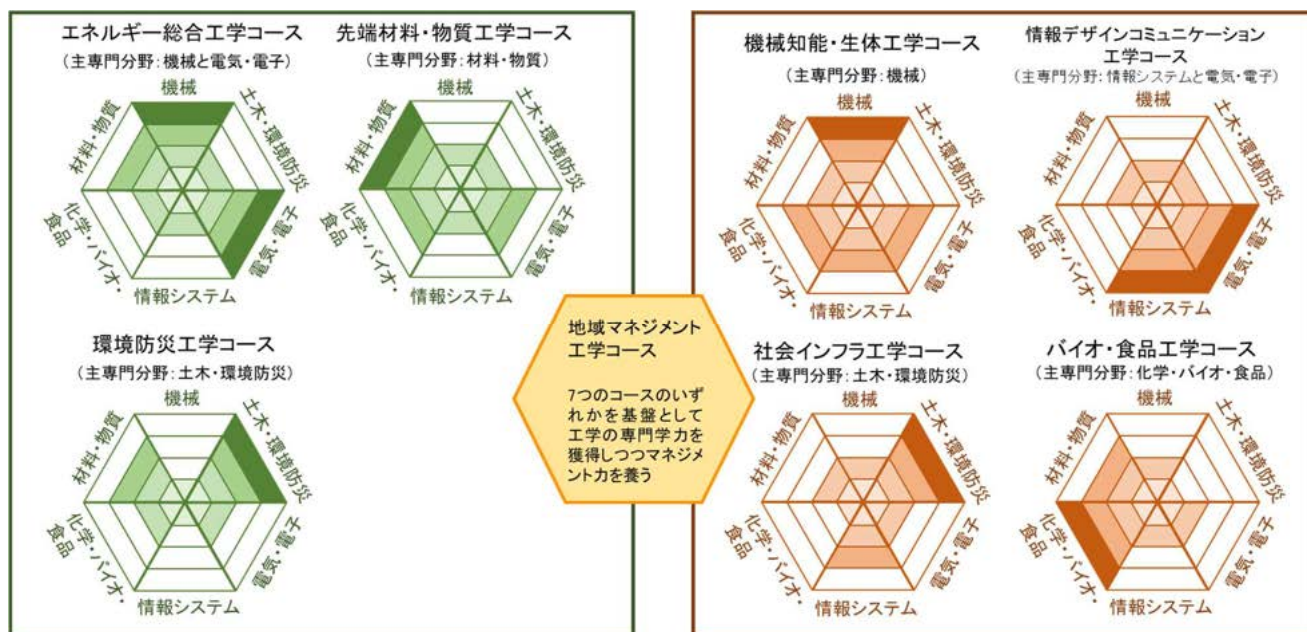 エネルギー総合工学コース
(主専門分野:機械と電気・電子)
機械
土木・環境防災
電気・電子
情報システム
化学・バイオ・
食品
材料・物質
先端材料・物質工学コース
(主専門分野:材料・物質)
機械
土木・環境防災
電気・電子
情報システム
化学・バイオ・
食品
材料・物質
環境防災工学コース
(主専門分野:土木・環境防災)
機械
土木・環境防災
電気・電子
情報システム
化学・バイオ・
食品
材料・物質
地域マネジメント
工学コース
7つのコースのいず
れかを基盤として
工学の専門学力を
獲得しつつマネジメ
ント力を養う
機械知能・生体工学コース
(主専門分野:機械)
機械
土木・環境防災
電気・電子
情報システム
化学・バイオ・
食品
材料・物質
情報デザインコミュニケーション
工学コース
(主専門分野:情報システムと電気・電子)
機械
土木・環境防災
電気・電子
情報システム
化学・バイオ・
食品
材料・物質
社会インフラ工学コース
(主専門分野:土木・環境防災)
機械
土木・環境防災
電気・電子
情報システム
化学・バイオ・
食品
材料・物質
バイオ・食品工学コース
(主専門分野:化学・バイオ・食品)
機械
土木・環境防災
電気・電子
情報システム
化学・バイオ・
食品
材料・物質